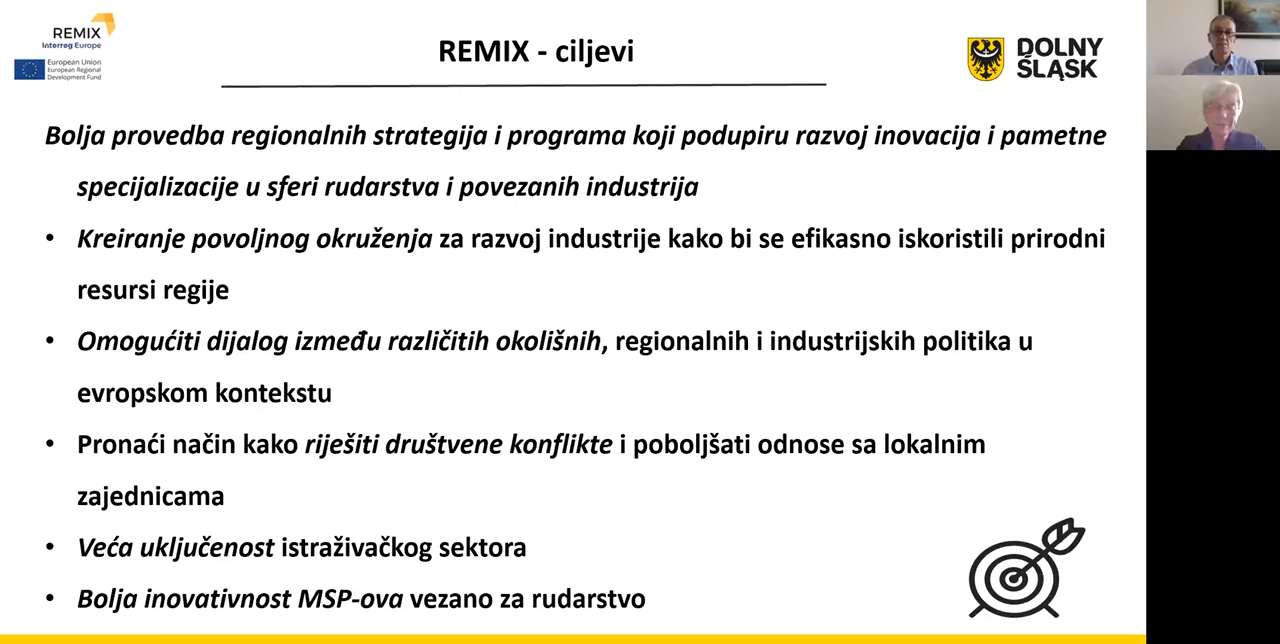 REMIX
Interreg Europe
European Union
European Regional
Development Fund
REMIX - ciljevi
DOLNY
ŚLĄSK
Bolja provedba regionalnih strategija i programa koji podupiru razvoj inovacija i pametne
specijalizacije u sferi rudarstva i povezanih industrija
• Kreiranje povoljnog okruženja za razvoj industrije kako bi se efikasno iskoristili prirodni
resursi regije
• Omogućiti dijalog između različitih okolišnih, regionalnih i industrijskih politika u
evropskom kontekstu
• Pronaći način kako riješiti društvene konflikte i poboljšati odnose sa lokalnim
zajednicama
• Veća uključenost istraživačkog sektora
• Bolja inovativnost MSP-ova vezano za rudarstvo